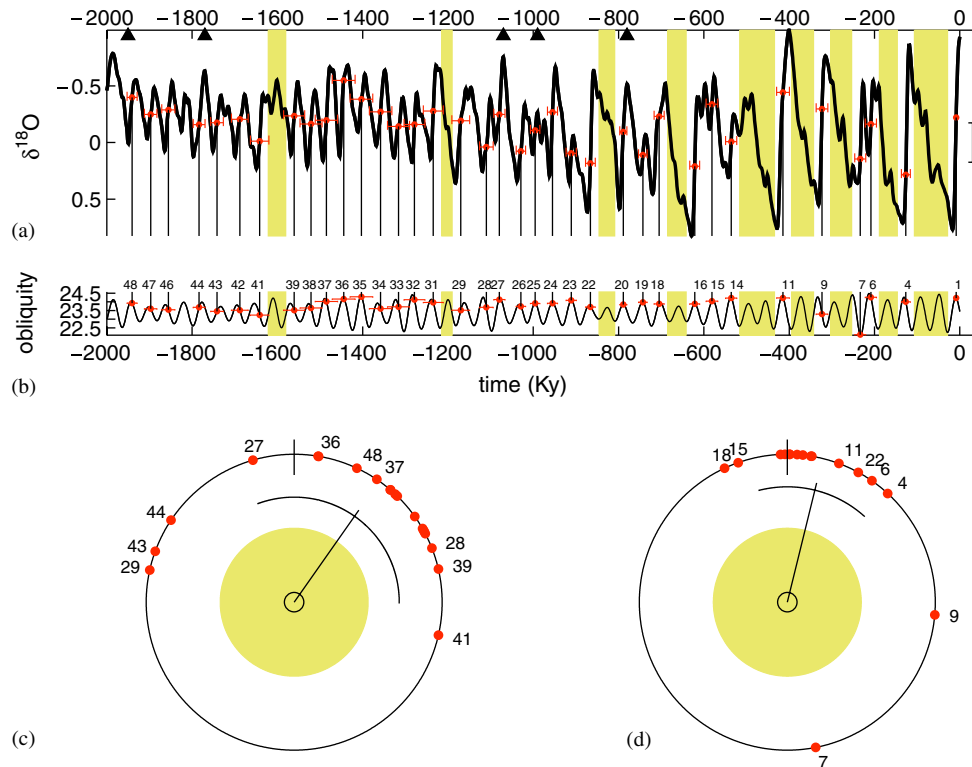 −2000 −1800 −1600 −1400 −1200 −1000 −800 −600 −400 −200 0
−0.5
0
0.5
δ18O
(a)
48 47 46 44 43 42 41 39 38 37 36 35 34 33 32 31 29 28 27 26 25 24 23 22 20 19 18 16 15 14 11 9 7 6 4 1
24.5
23.5
22.5
obliquity
−2000 −1800 −1600 −1400 −1200 −1000 −800 −600 −400 −200 0
(b)
time (Ky)
27 36 48 37 44 43 29 28 39 41
(c)
18 15 11 22 6 4 9 7
(d)